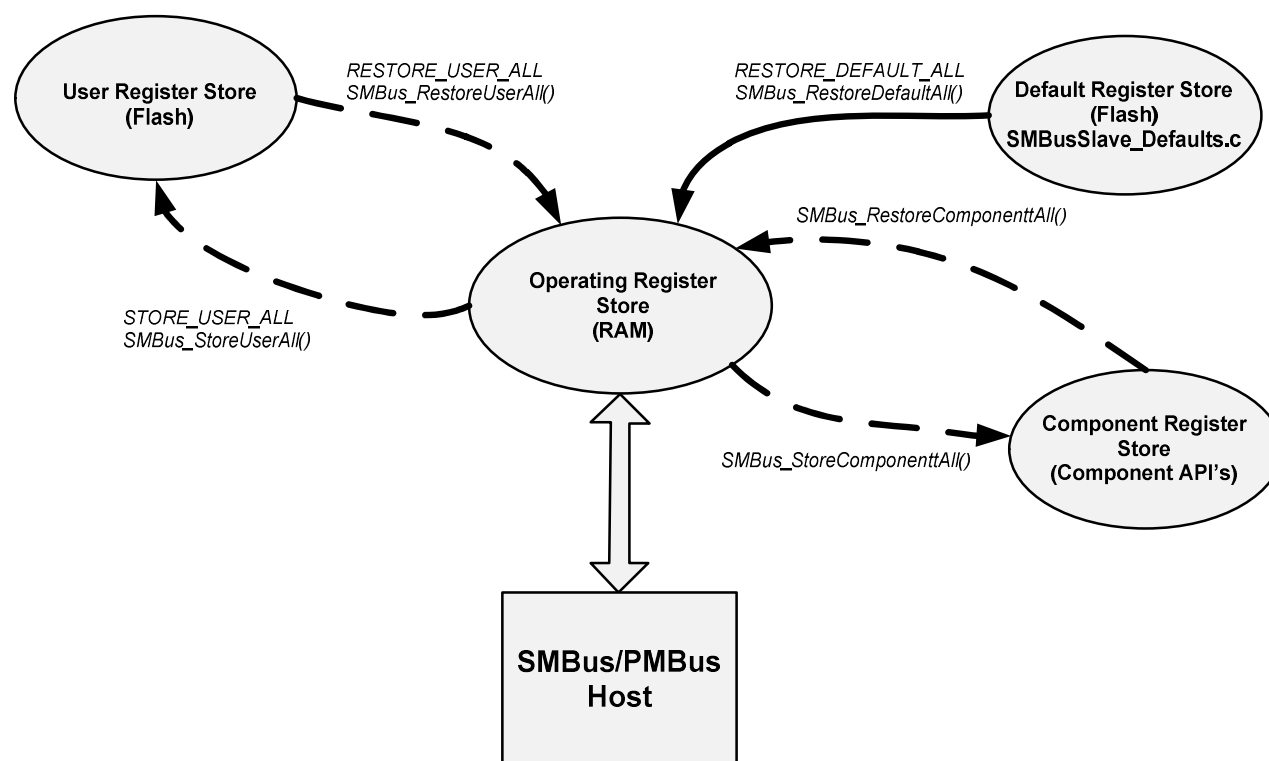 User Register Store
(Flash)
RESTORE_USER_ALL
SMBus_RestoreUserAll()
RESTORE_DEFAULT_ALL
SMBus_RestoreDefaultAll()
Default Register Store
(Flash)
SMBusSlave_Defaults.c
SMBus_RestoreComponenttAll()
Operating Register
Store
(RAM)
STORE_USER_ALL
SMBus_StoreUserAll()
Component Register
Store
(Component API's)
SMBus_StoreComponenttAll()
SMBus/PMBus
Host